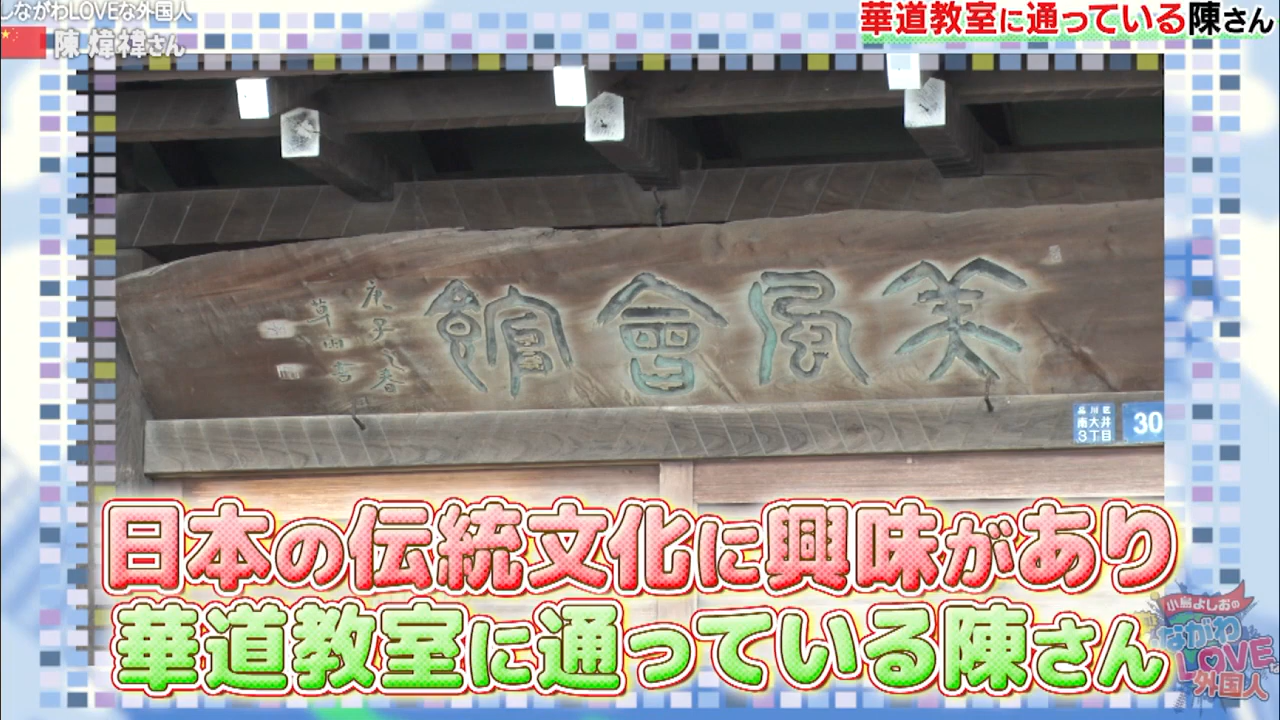 しながわLOVEな外国人
陳 煒禕さん
華道教室に通っている陳さん
美風會館
庚子春
草雨書
品川区
南大井
3丁目
30
日本の伝統文化に興味があり
華道教室に通っている陳さん
小島よしおの
ながわ
LOVEな
外国人